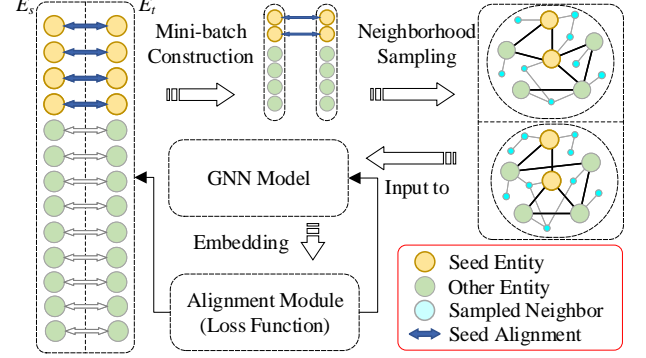 E_s
E_t
Mini-batch
Construction
Neighborhood
Sampling
GNN Model
Input to
Embedding
Alignment Module
(Loss Function)
Seed Entity
Other Entity
Sampled Neighbor
Seed Alignment